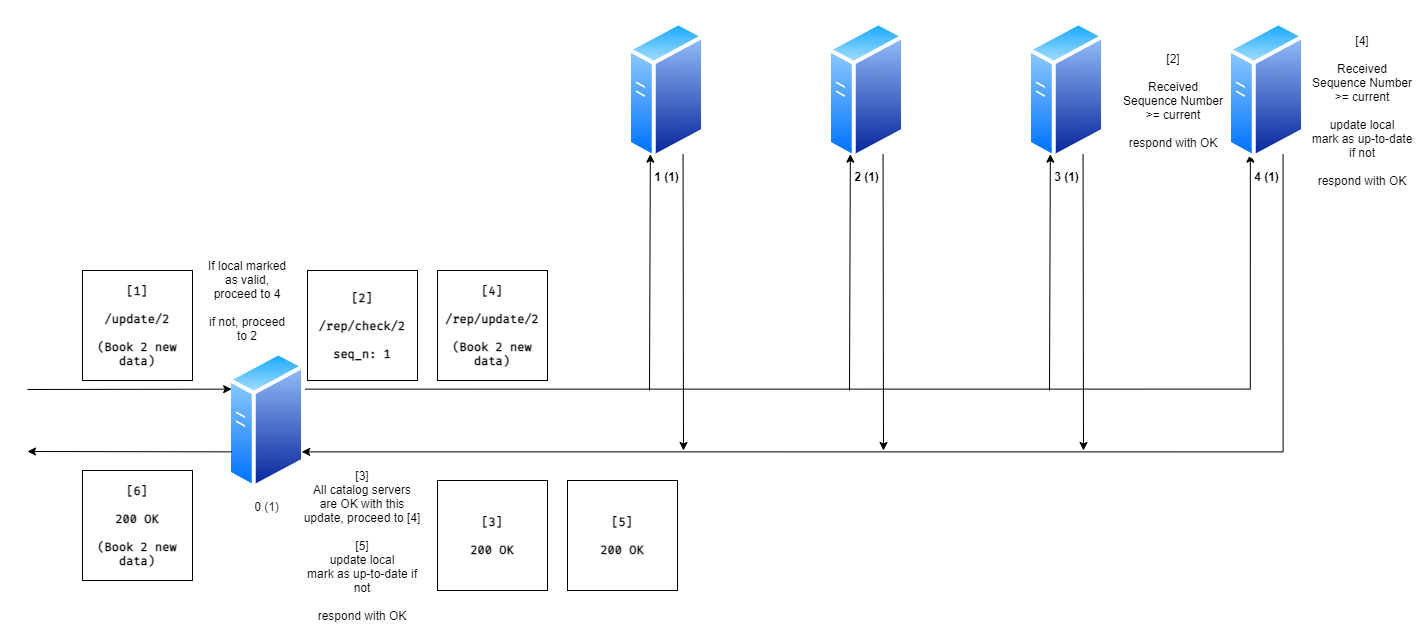 [4]
Received
Sequence Number
>= current
update local
mark as up-to-date
if not
respond with OK
[2]
Received
Sequence Number
>= current
respond with OK
1 (1)
2 (1)
3 (1)
4 (1)
[1]
/update/2
(Book 2 new
data)
If local marked
as valid,
proceed to 4
if not, proceed
to 2
[2]
/rep/check/2
seq_n: 1
[4]
/rep/update/2
(Book 2 new
data)
[6]
200 OK
(Book 2 new
data)
0 (1)
[3]
All catalog servers
are OK with this
update, proceed to [4]
[5]
update local
mark as up-to-date if
not
respond with OK
[3]
200 OK
[5]
200 OK